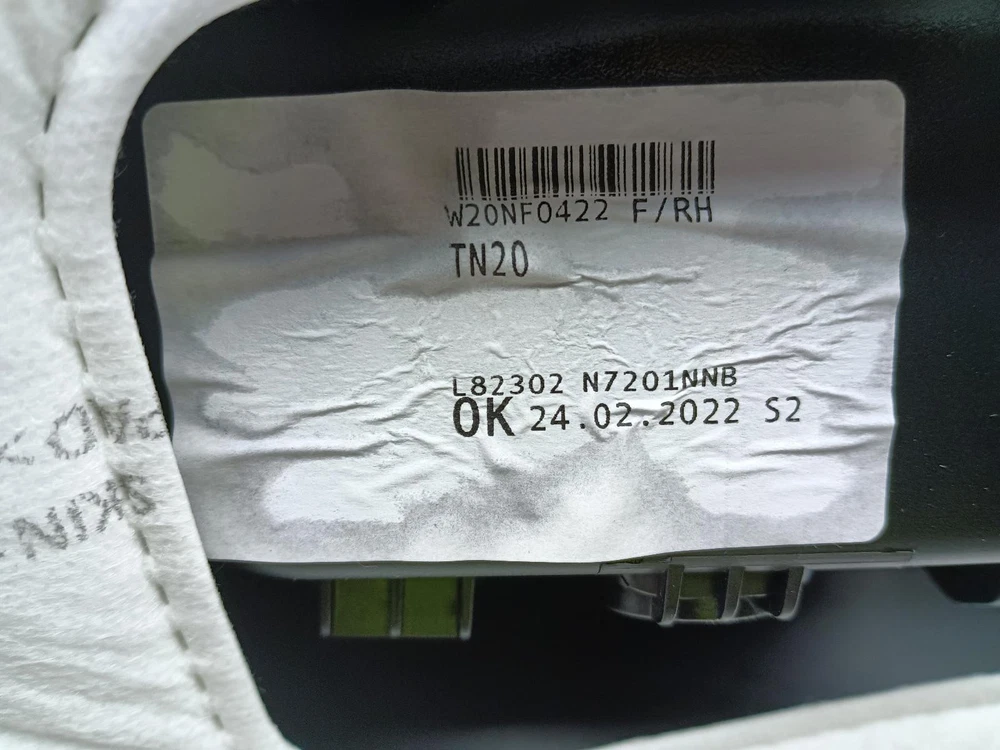 W20NF0422 F/RH
TN20
L82302 N7201NNB
OK 24.02.2022 S2